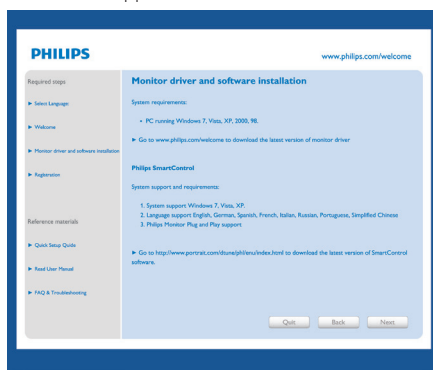 PHILIPS
www.philips.com/welcome
Required steps
► Select Language:
► Welcome
► Monitor driver and software installation
► Registration
Reference materials
► Quick Setup Quide
► Read User Manual
► FAQ & Troubleshooting
Monitor driver and software installation
System requirements:
• PC running Windows 7, Vista, XP, 2000, 98.
► Go to www.philips.com/welcome to download the latest version of monitor driver
Philips SmartControl
System support and requirements:
1. System support Windows 7, Vista, XP.
2. Language support English, German, Spanish, French, Italian, Russian, Portuguese, Simplified Chinese
3. Philips Monitor Plug and Play support
► Go to http://www.portrait.com/dtune/phl/enu/index.html to download the latest version of SmartControl
software.
Quit
Back
Next